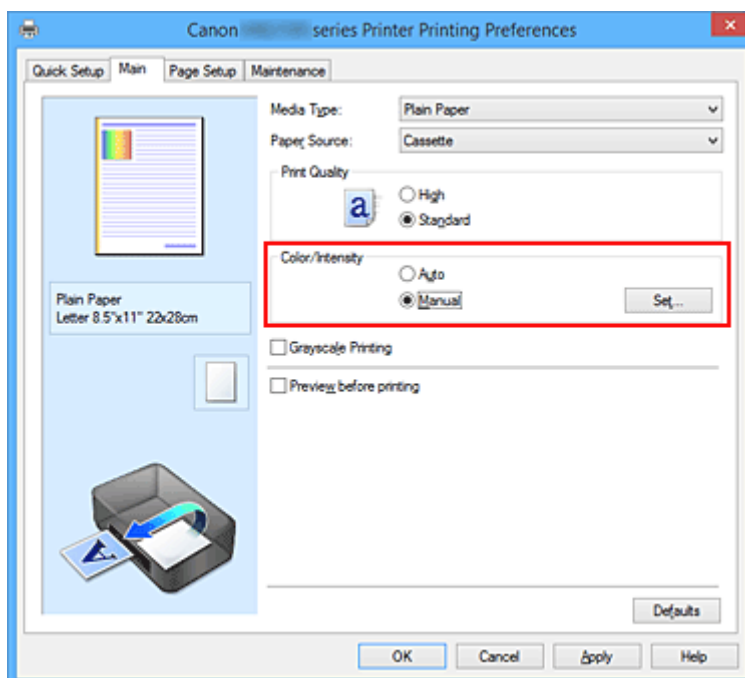 Canon series Printer Printing Preferences
Quick Setup Main Page Setup Maintenance
Media Type: Plain Paper
Paper Source: Cassette
Print Quality
a
High
Standard
Color/Intensity
Auto
Manual Set...
Plain Paper
Letter 8.5"x11" 22x28cm
Grayscale Printing
Preview before printing
A
Defaults
OK Cancel Apply Help